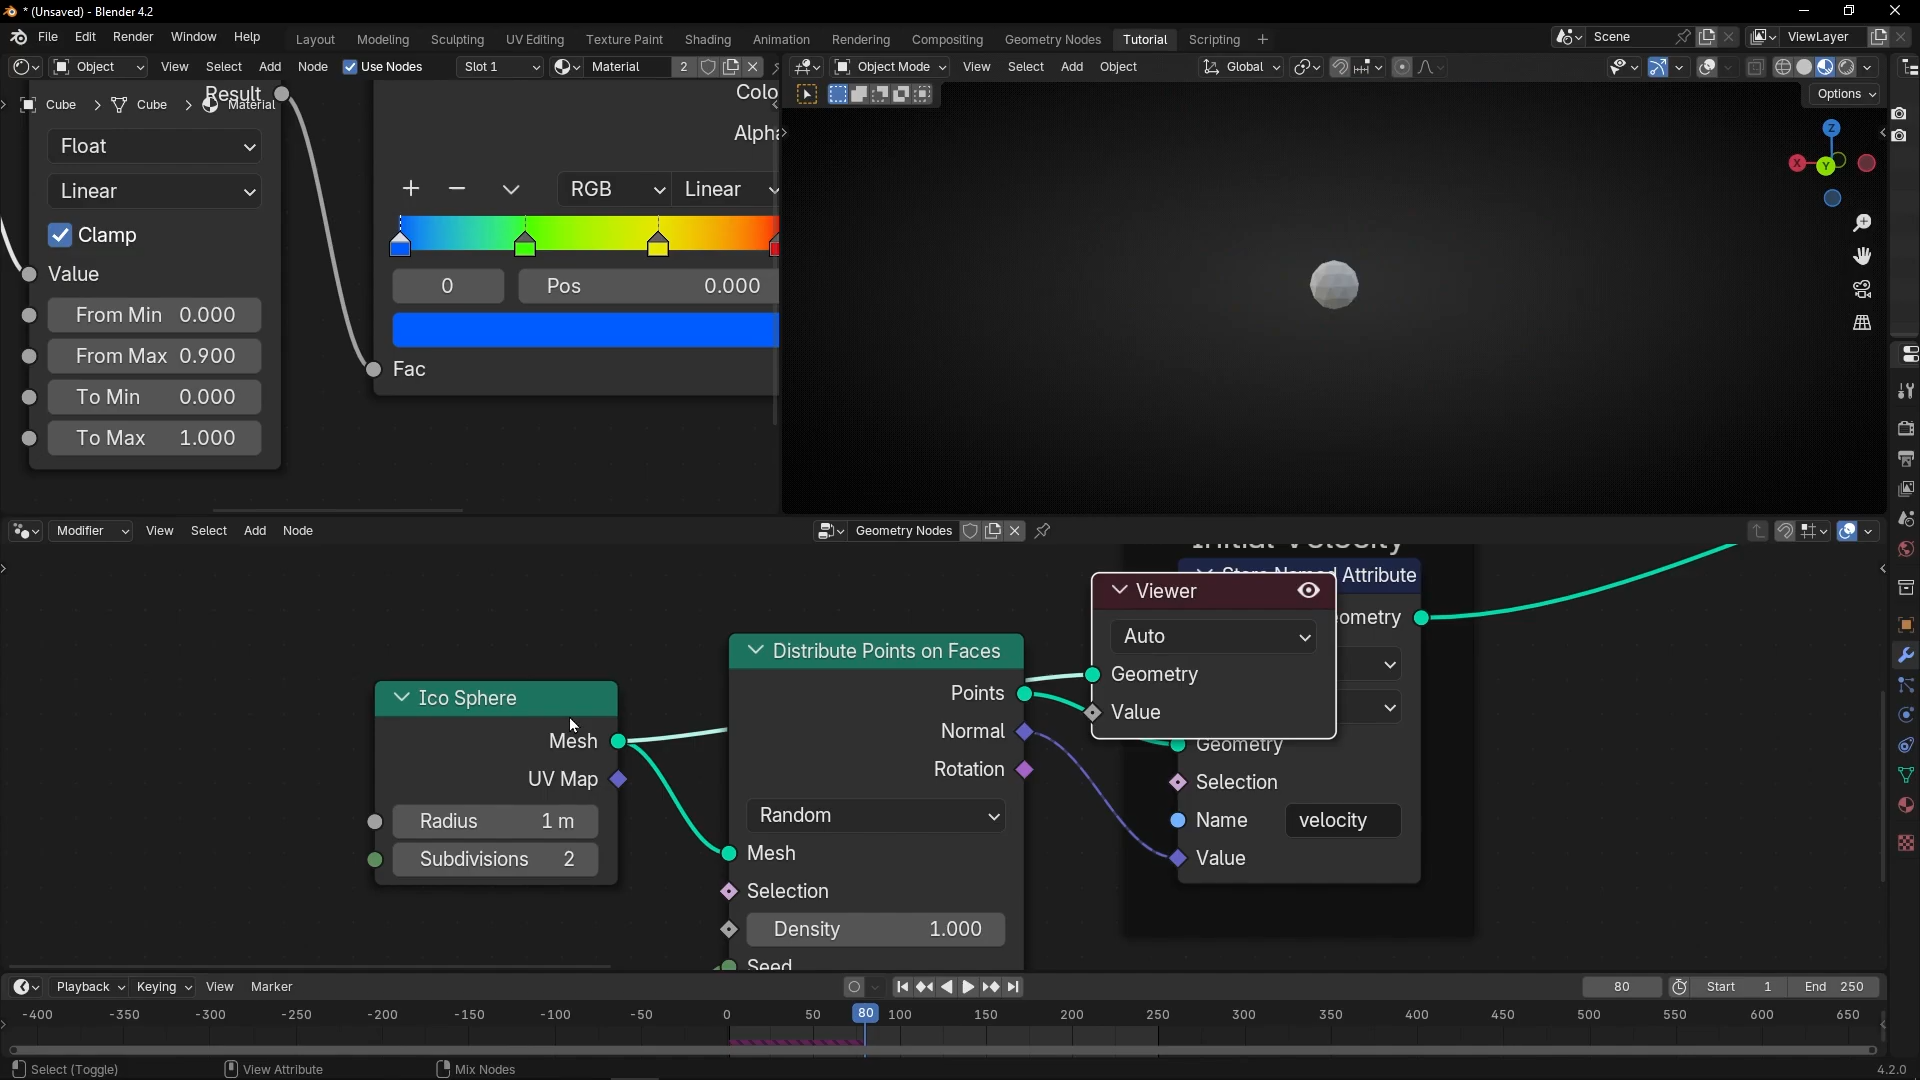 * (Unsaved) - Blender 4.2
File Edit Render Window Help Layout Modeling Sculpting UV Editing Texture Paint Shading Animation Rendering Compositing Geometry Nodes Tutorial Scripting + Scene ViewLayer
Object View Select Add Node Use Nodes Slot 1 Material 2
Object Mode View Select Add Object Global
Options
Cube > Cube > Material
Result
Float
Linear
Clamp
Value
From Min 0.000
From Max 0.900
To Min 0.000
To Max 1.000
Colo
Alpha
RGB Linear
0 Pos 0.000
Fac
Z
X
Y
Modifier View Select Add Node Geometry Nodes
Initial Velocity
Store Named Attribute
Geometry
Viewer
Auto
Geometry
Value
Distribute Points on Faces
Points
Normal
Rotation
Random
Mesh
Selection
Density 1.000
Seed
Ico Sphere
Mesh
UV Map
Radius 1 m
Subdivisions 2
Geometry
Selection
Name velocity
Value
Playback Keying View Marker 80 Start 1 End 250
-400 -350 -300 -250 -200 -150 -100 -50 0 50 80 100 150 200 250 300 350 400 450 500 550 600 650
Select (Toggle) View Attribute Mix Nodes 4.2.0